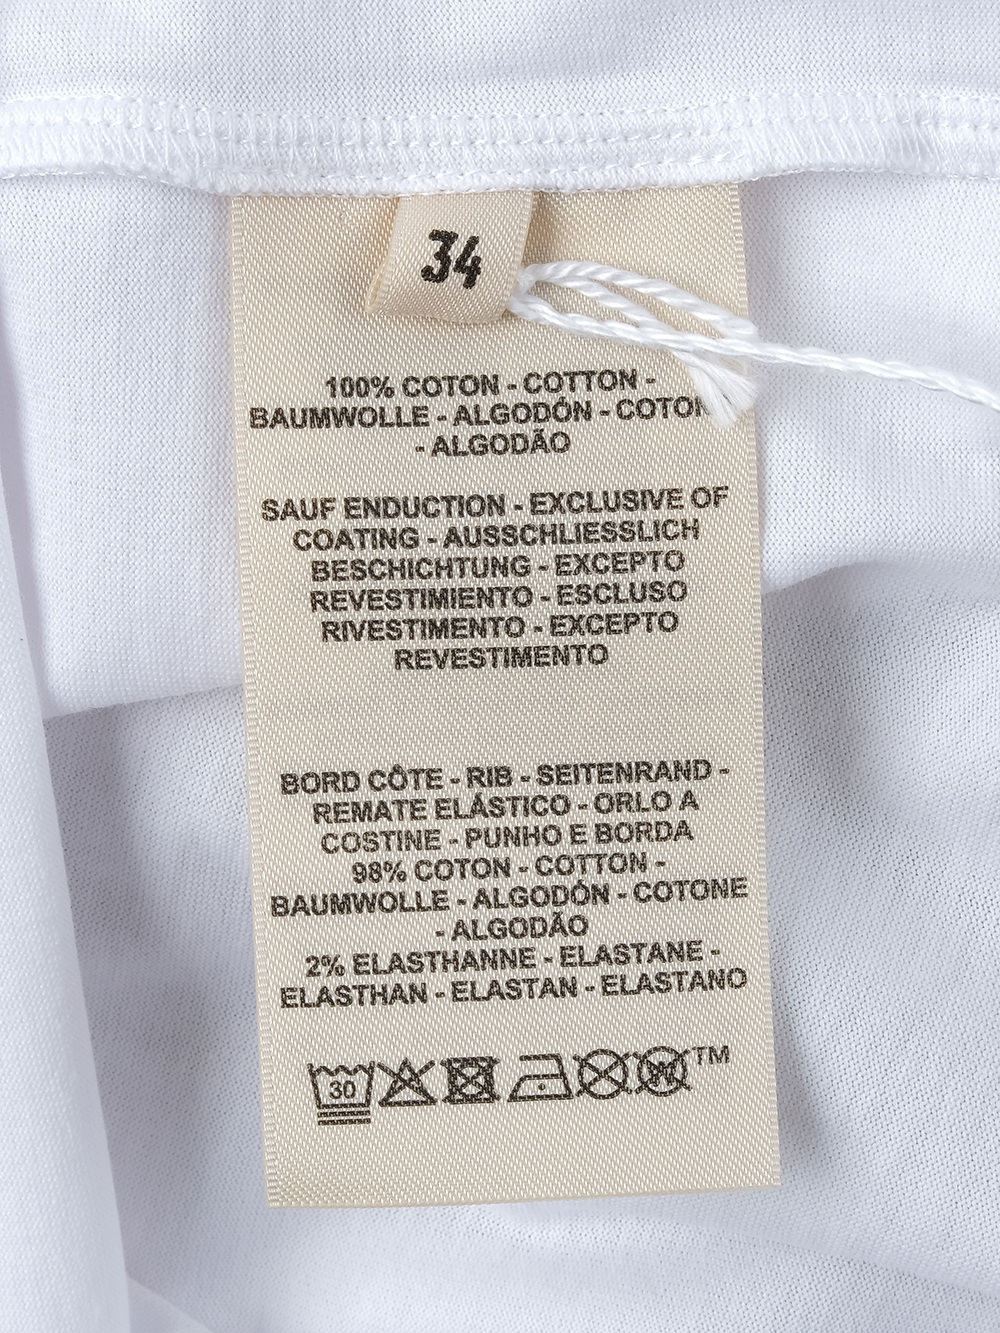 34
100% COTON - COTTON -
BAUMWOLLE - ALGODÓN -
- ALGODÃO
SAUF ENDUCTION - EXCLUSIVE OF
COATING - AUSSCHLIESSLICH
BESCHICHTUNG - EXCEPTO
REVESTIMIENTO - ESCLUSO
RIVESTIMENTO - EXCEPTO
REVESTIMENTO
BORD CÔTE - RIB - SEITENRAND -
REMATE ELÁSTICO - ORLO A
COSTINE - PUNHO E BORDA
98% COTON - COTTON -
BAUMWOLLE - ALGODÓN - COTONE
- ALGODÃO
2% ELASTHANNE - ELASTANE -
ELASTHAN - ELASTAN - ELASTANO
30 W TM